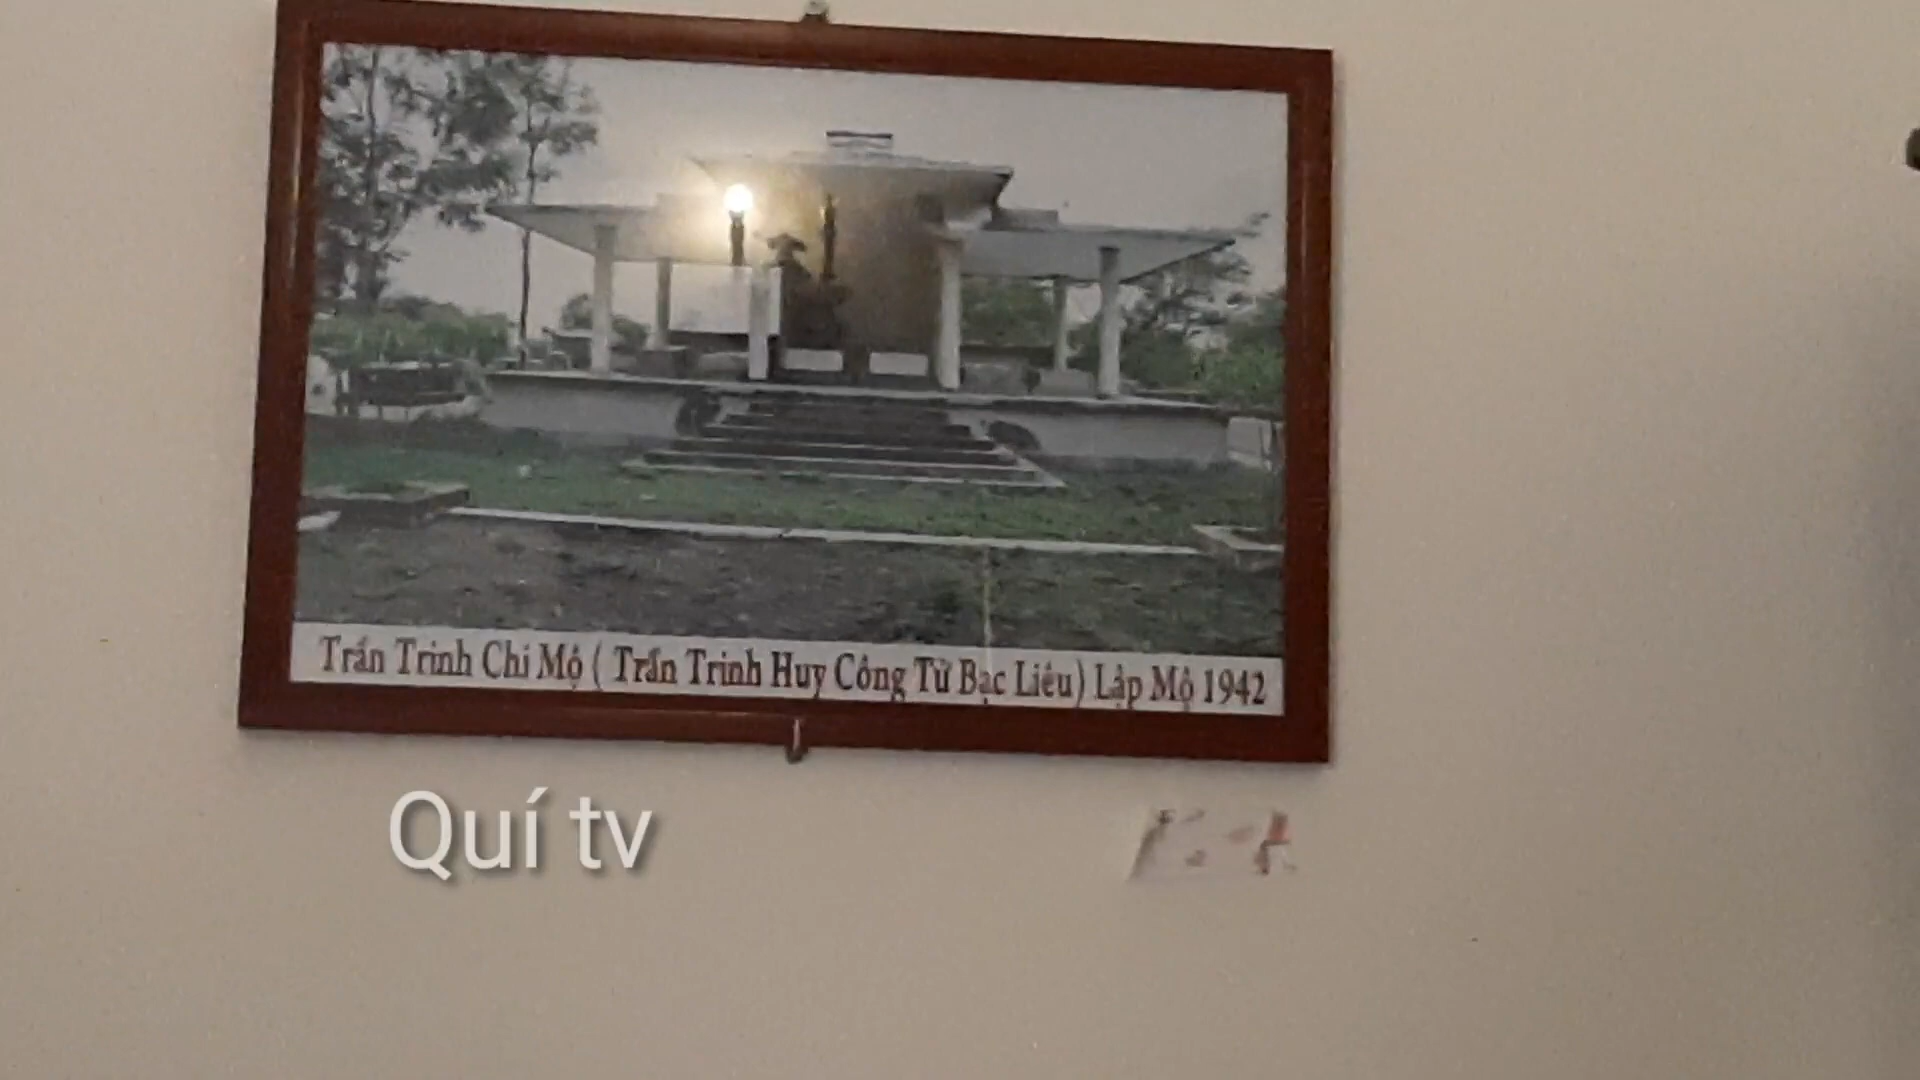 Trần Trinh Chi Mộ ( Trần Trinh Huy Công Tử Bạc Liêu) Lập Mộ 1942
Quí tv